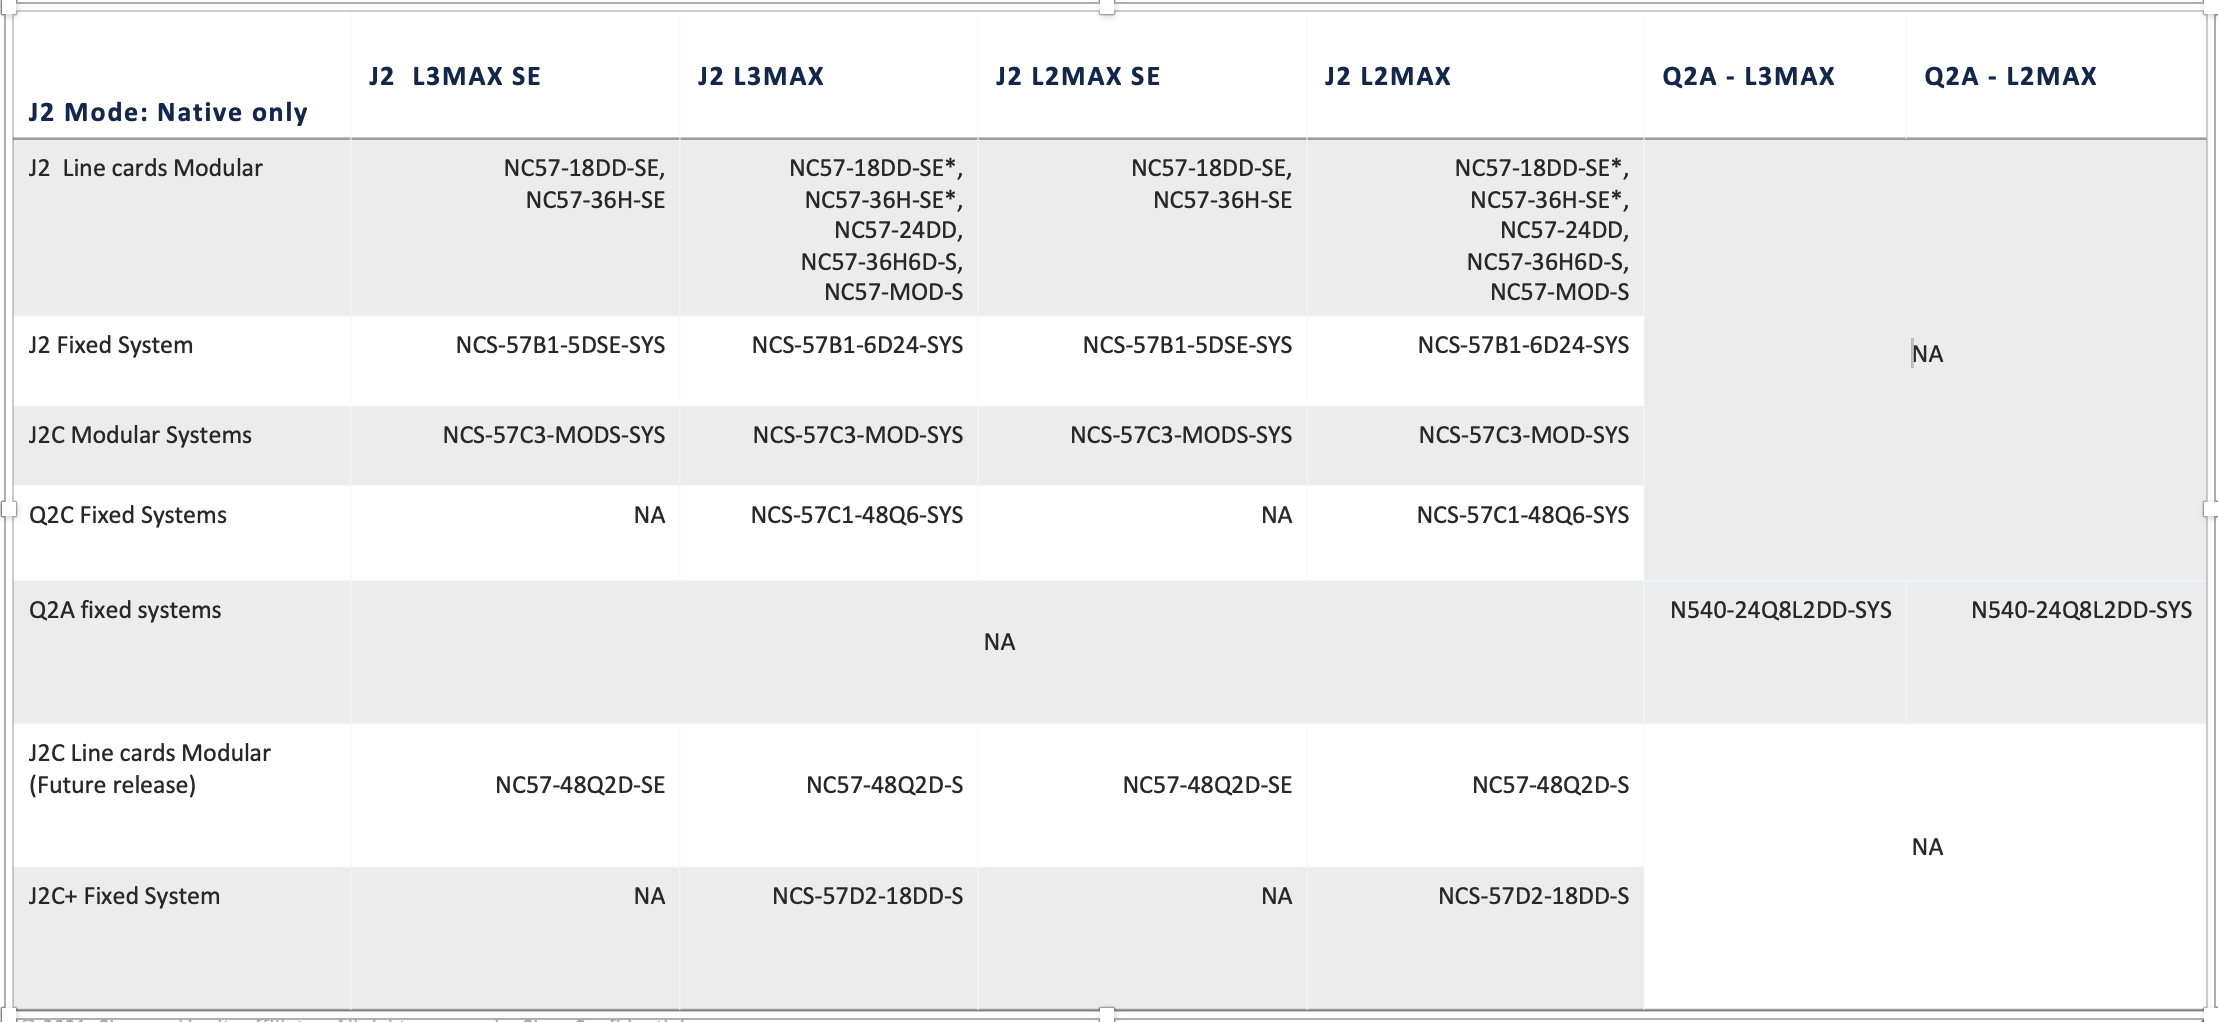 J2 Mode: Native only
J2  L3MAX SE
J2 L3MAX
J2 L2MAX SE
J2 L2MAX
Q2A - L3MAX
Q2A - L2MAX
J2  Line cards Modular
NC57-18DD-SE,
NC57-36H-SE
NC57-18DD-SE*,
NC57-36H-SE*,
NC57-24DD,
NC57-36H6D-S,
NC57-MOD-S
NC57-18DD-SE,
NC57-36H-SE
NC57-18DD-SE*,
NC57-36H-SE*,
NC57-24DD,
NC57-36H6D-S,
NC57-MOD-S
NA
J2 Fixed System
NCS-57B1-5DSE-SYS
NCS-57B1-6D24-SYS
NCS-57B1-5DSE-SYS
NCS-57B1-6D24-SYS
J2C Modular Systems
NCS-57C3-MODS-SYS
NCS-57C3-MOD-SYS
NCS-57C3-MODS-SYS
NCS-57C3-MOD-SYS
Q2C Fixed Systems
NA
NCS-57C1-48Q6-SYS
NA
NCS-57C1-48Q6-SYS
Q2A fixed systems
NA
N540-24Q8L2DD-SYS
N540-24Q8L2DD-SYS
J2C Line cards Modular
(Future release)
NC57-48Q2D-SE
NC57-48Q2D-S
NC57-48Q2D-SE
NC57-48Q2D-S
NA
J2C+ Fixed System
NA
NCS-57D2-18DD-S
NA
NCS-57D2-18DD-S